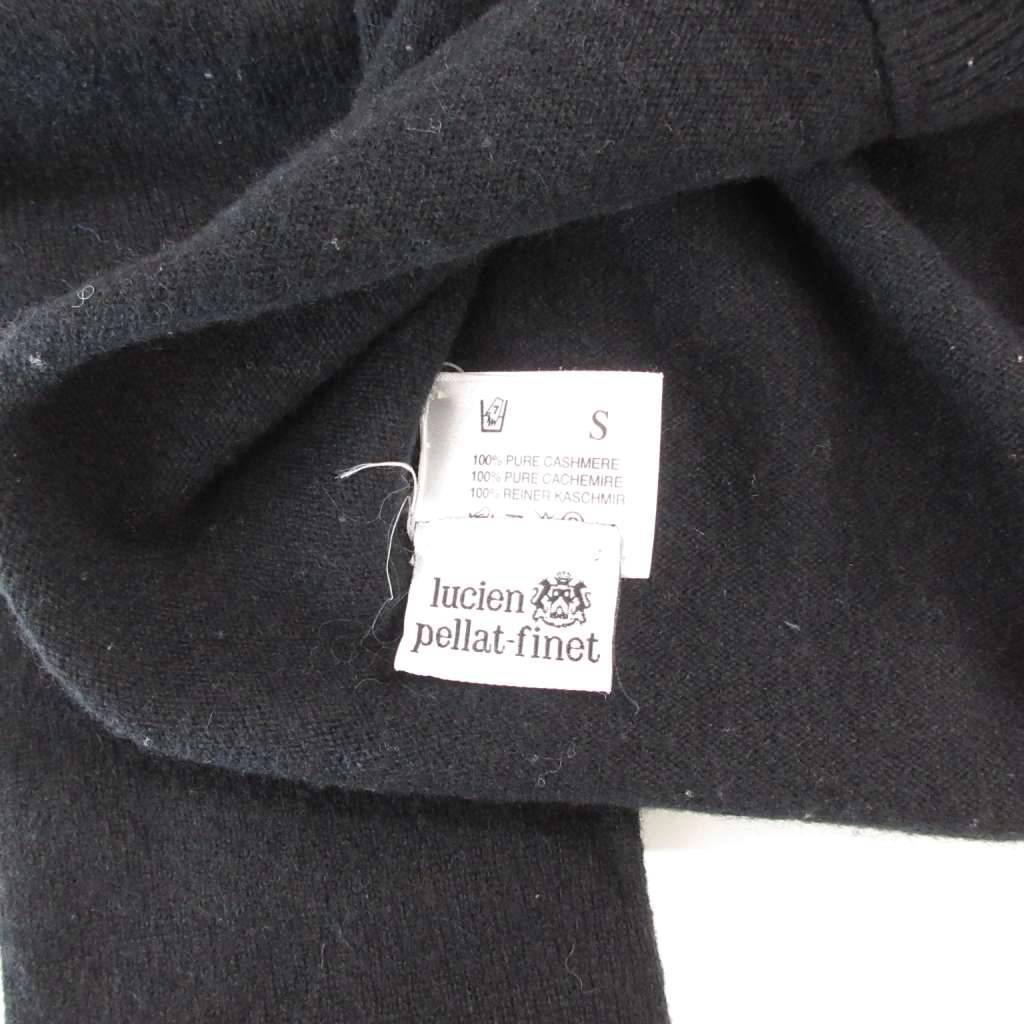 S
100% PURE CASHMERE
100% PURE CACHEMIRE
100% REINER KASCHMIR
lucien
pellat-finet